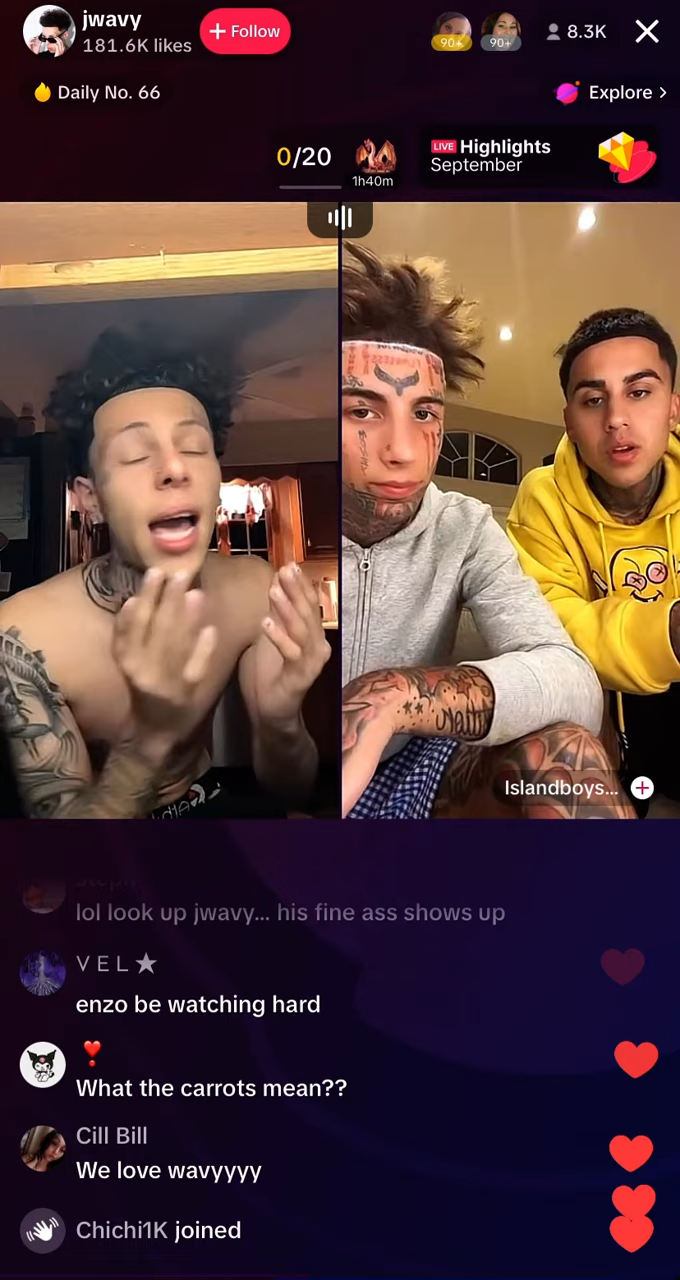 jwavy
181.6K likes
+ Follow
90+
90+
8.3K
Daily No. 66
Explore >
0/20
1h40m
LIVE Highlights
September
Islandboys...
lol look up jwavy... his fine ass shows up
V E L ★
enzo be watching hard
What the carrots mean??
Cill Bill
We love wavyyyy
Chichi1K joined